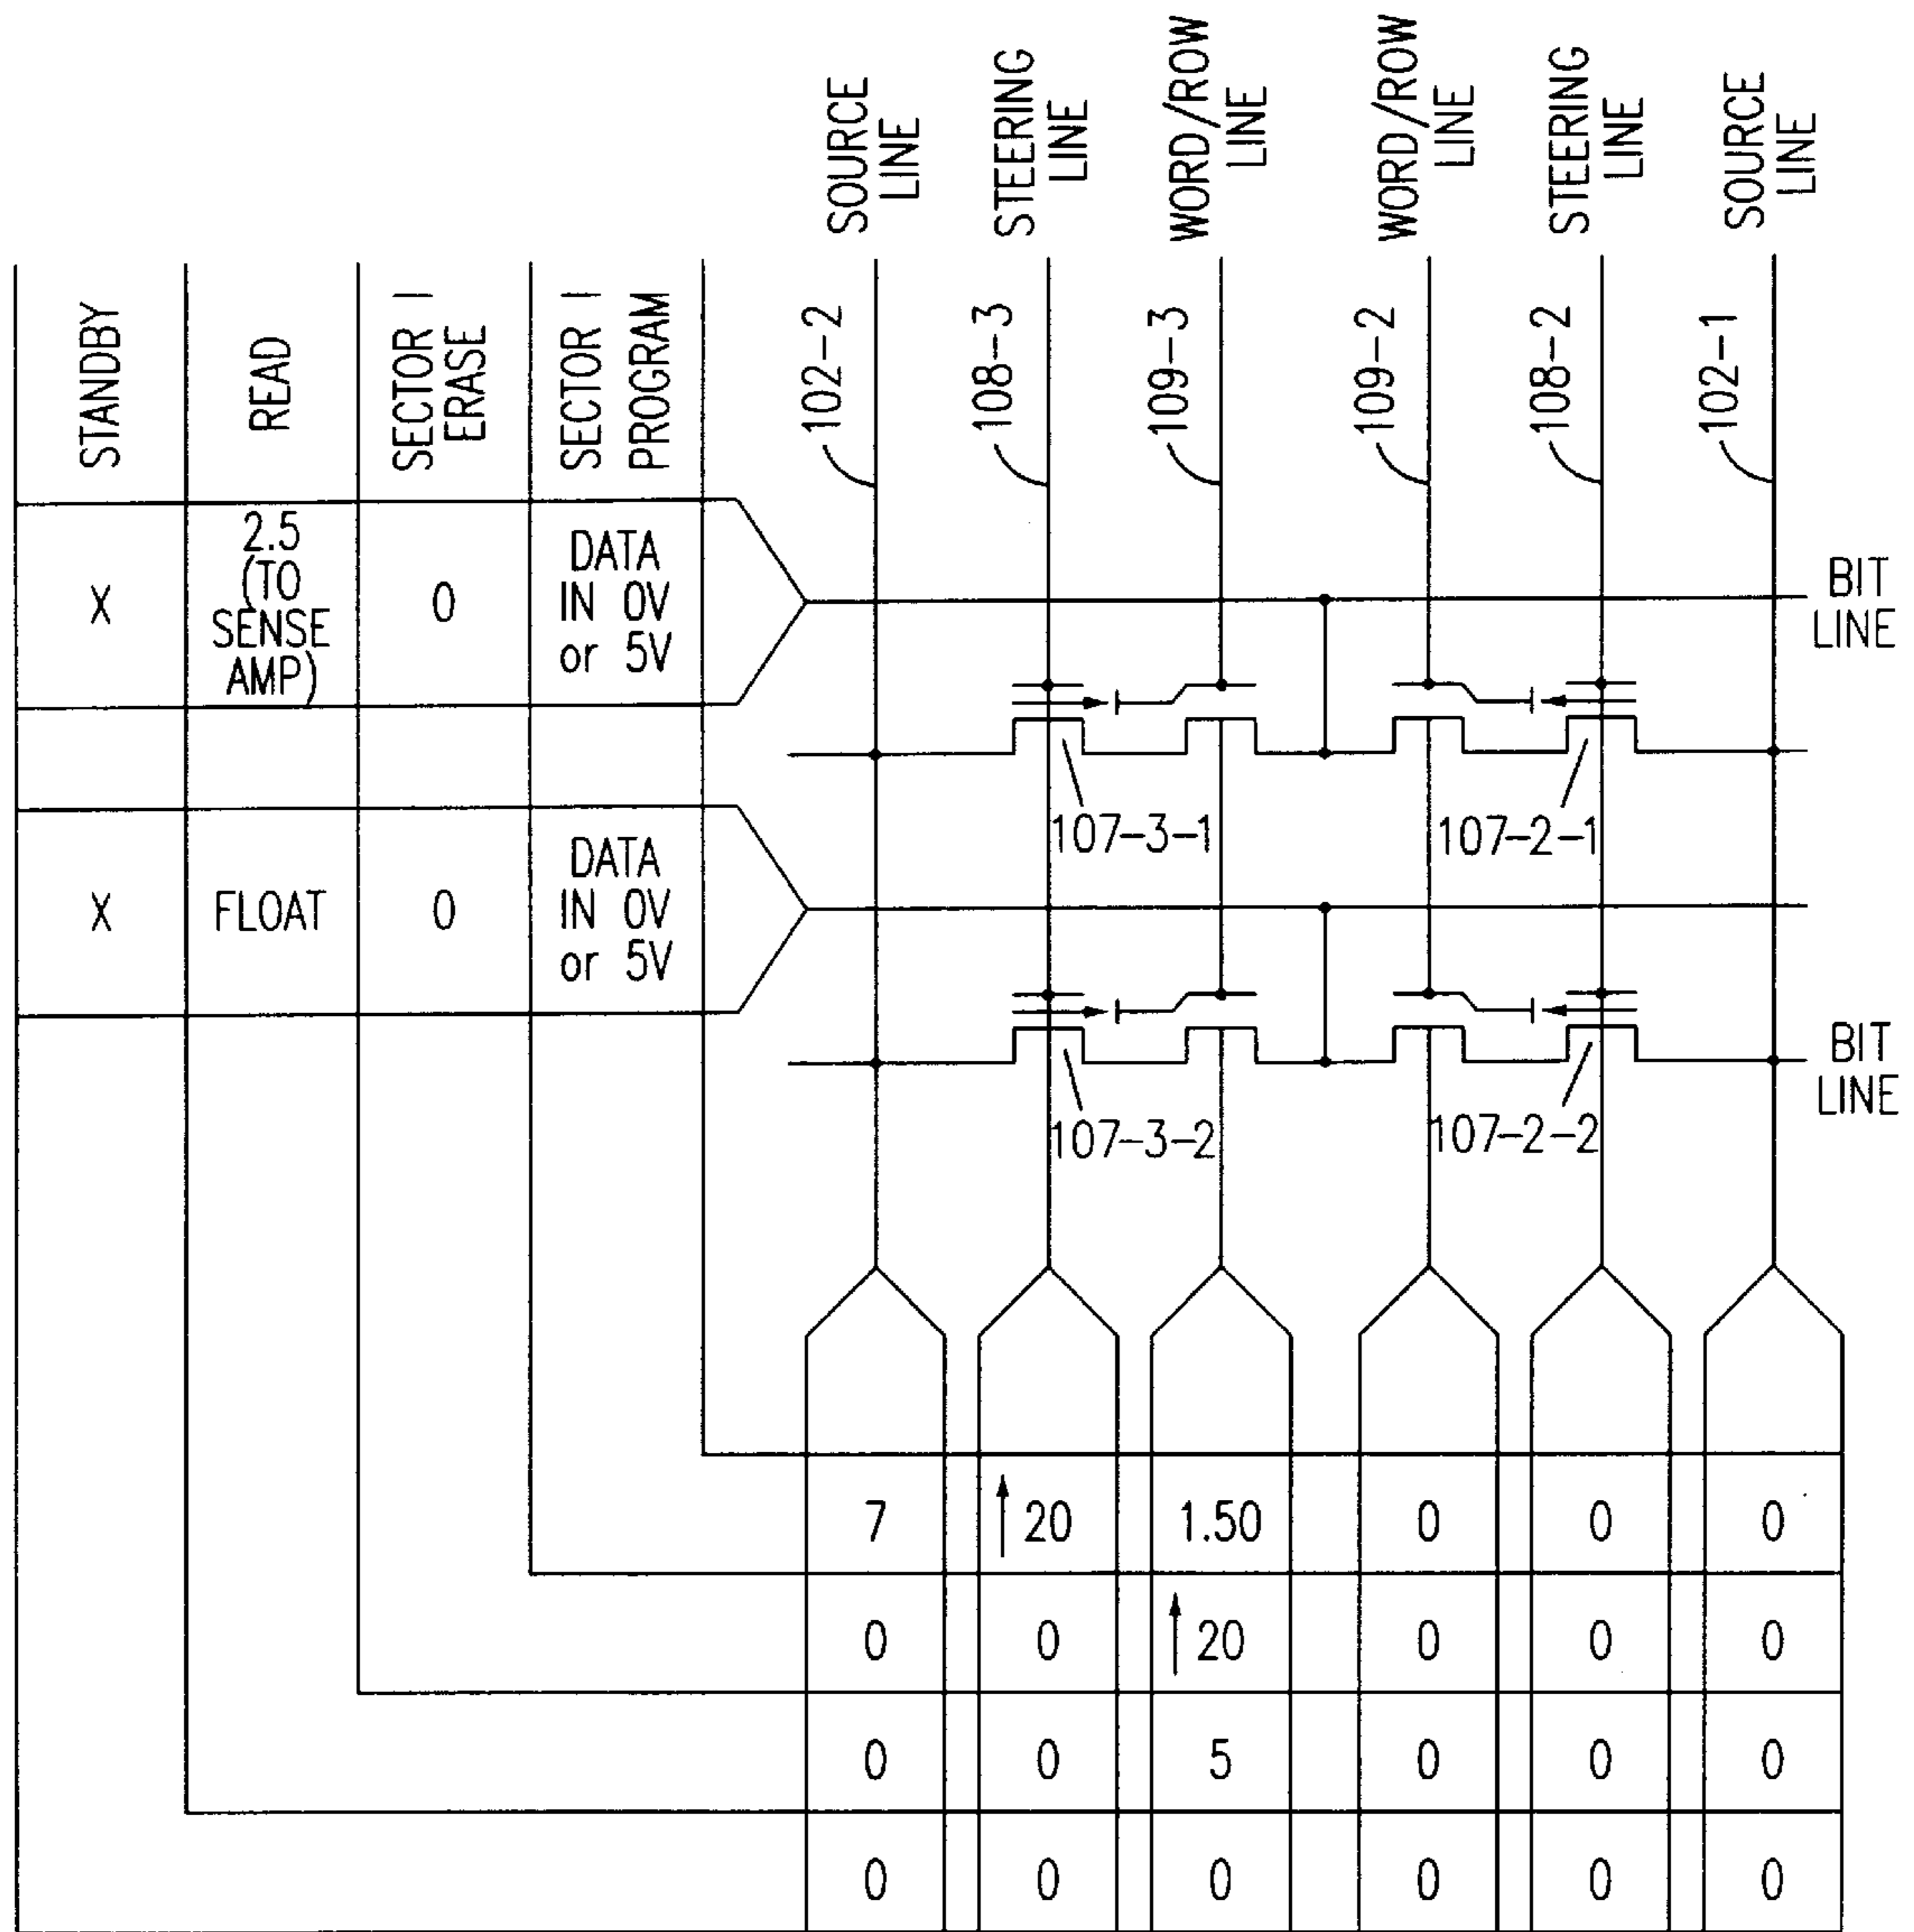 SOURCE
LINE
STEERING
LINE
WORD/ROW
LINE
WORD/ROW
LINE
STEERING
LINE
SOURCE
LINE
STANDBY
READ
SECTOR 1
ERASE
SECTOR 1
PROGRAM
102-2
108-3
109-3
109-2
108-2
102-1
X
2.5
(TO
SENSE
AMP)
0
DATA
IN 0V
or 5V
BIT
LINE
107-3-1
107-2-1
X
FLOAT
0
DATA
IN 0V
or 5V
BIT
LINE
107-3-2
107-2-2
7 ↑20 1.50 0 0 0
0 0 ↑20 0 0 0
0 0 5 0 0 0
0 0 0 0 0 0